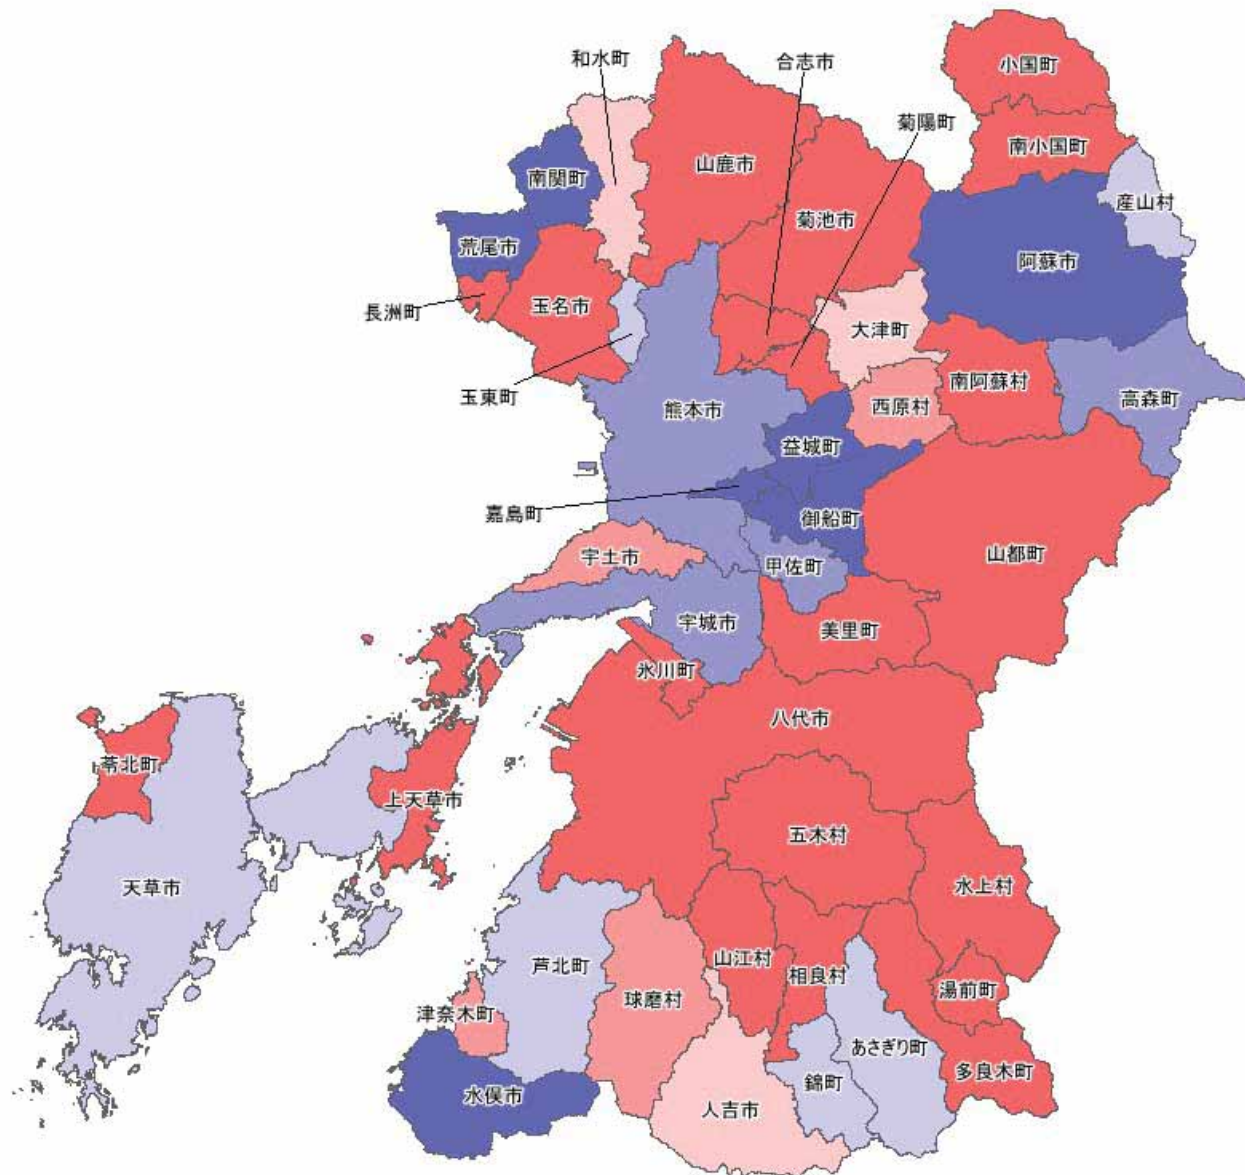 和水町
合志市
小国町
菊陽町
南小国町
山鹿市
南関町
産山村
菊池市
荒尾市
阿蘇市
長洲町
玉名市
大津町
南阿蘇村
玉東町
熊本市
西原村
高森町
益城町
嘉島町
御船町
山都町
宇土市
甲佐町
宇城市
美里町
氷川町
八代市
苓北町
上天草市
五木村
天草市
水上村
山江村
芦北町
相良村
湯前町
球磨村
津奈木町
あさぎり町
多良木町
錦町
水俣市
人吉市